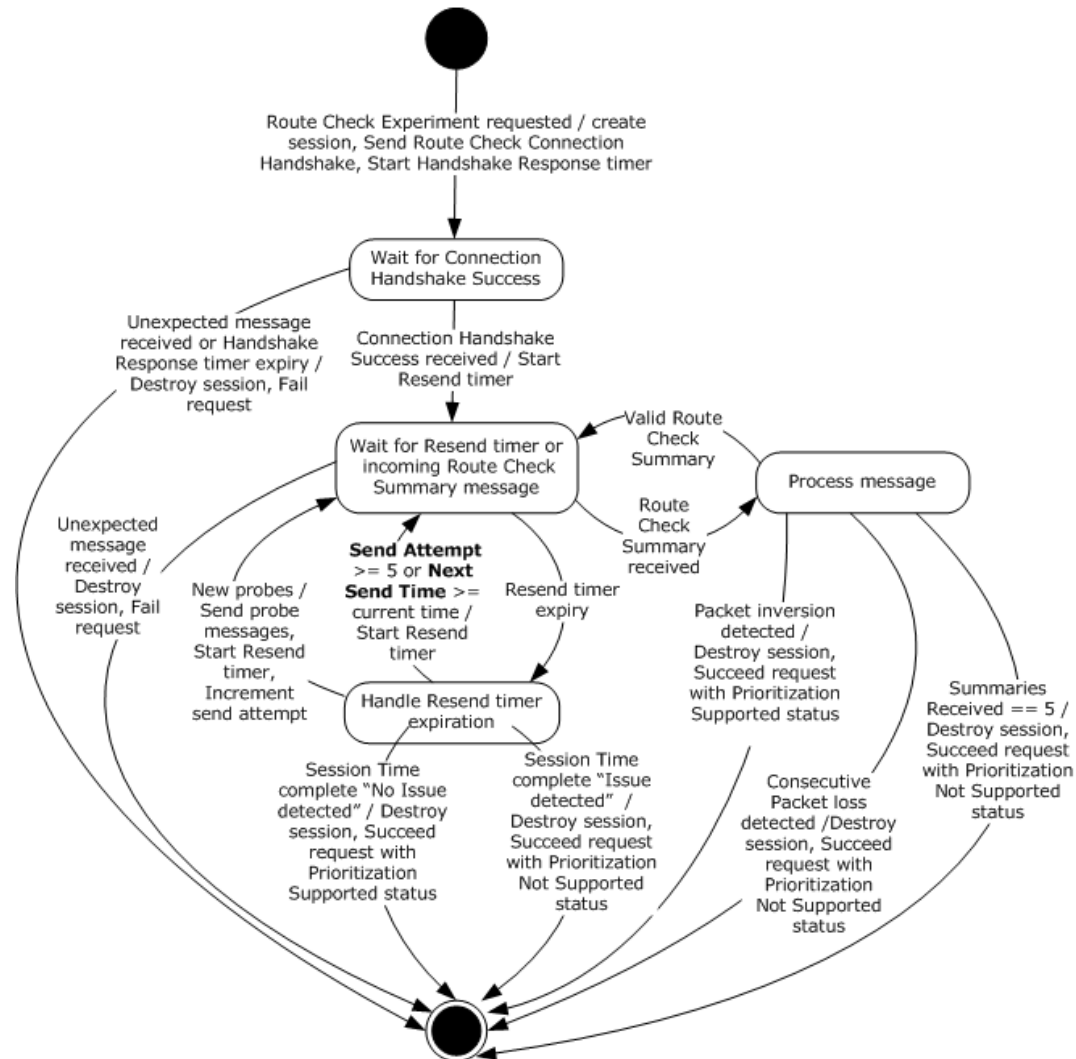 Route Check Experiment requested / create
session, Send Route Check Connection
Handshake, Start Handshake Response timer
Wait for Connection
Handshake Success
Unexpected message
received or Handshake
Response timer expiry /
Destroy session, Fail
request
Connection Handshake
Success received / Start
Resend timer
Wait for Resend timer or
incoming Route Check
Summary message
Valid Route
Check
Summary
Process message
Route
Check
Summary
received
Unexpected
message
received /
Destroy
session, Fail
request
New probes /
Send probe
messages,
Start Resend
timer,
Increment
send attempt
Send Attempt
>= 5 or Next
Send Time >=
current time /
Start Resend
timer
Resend timer
expiry
Handle Resend timer
expiration
Packet inversion
detected /
Destroy session,
Succeed request
with Prioritization
Supported status
Summaries
Received == 5 /
Destroy session,
Succeed request
with Prioritization
Not Supported
status
Session Time
complete “No Issue
detected” / Destroy
session, Succeed
request with
Prioritization
Supported status
Session Time
complete “Issue
detected” /
Destroy session,
Succeed request
with Prioritization
Not Supported
status
Consecutive
Packet loss
detected /Destroy
session, Succeed
request with
Prioritization
Not Supported
status